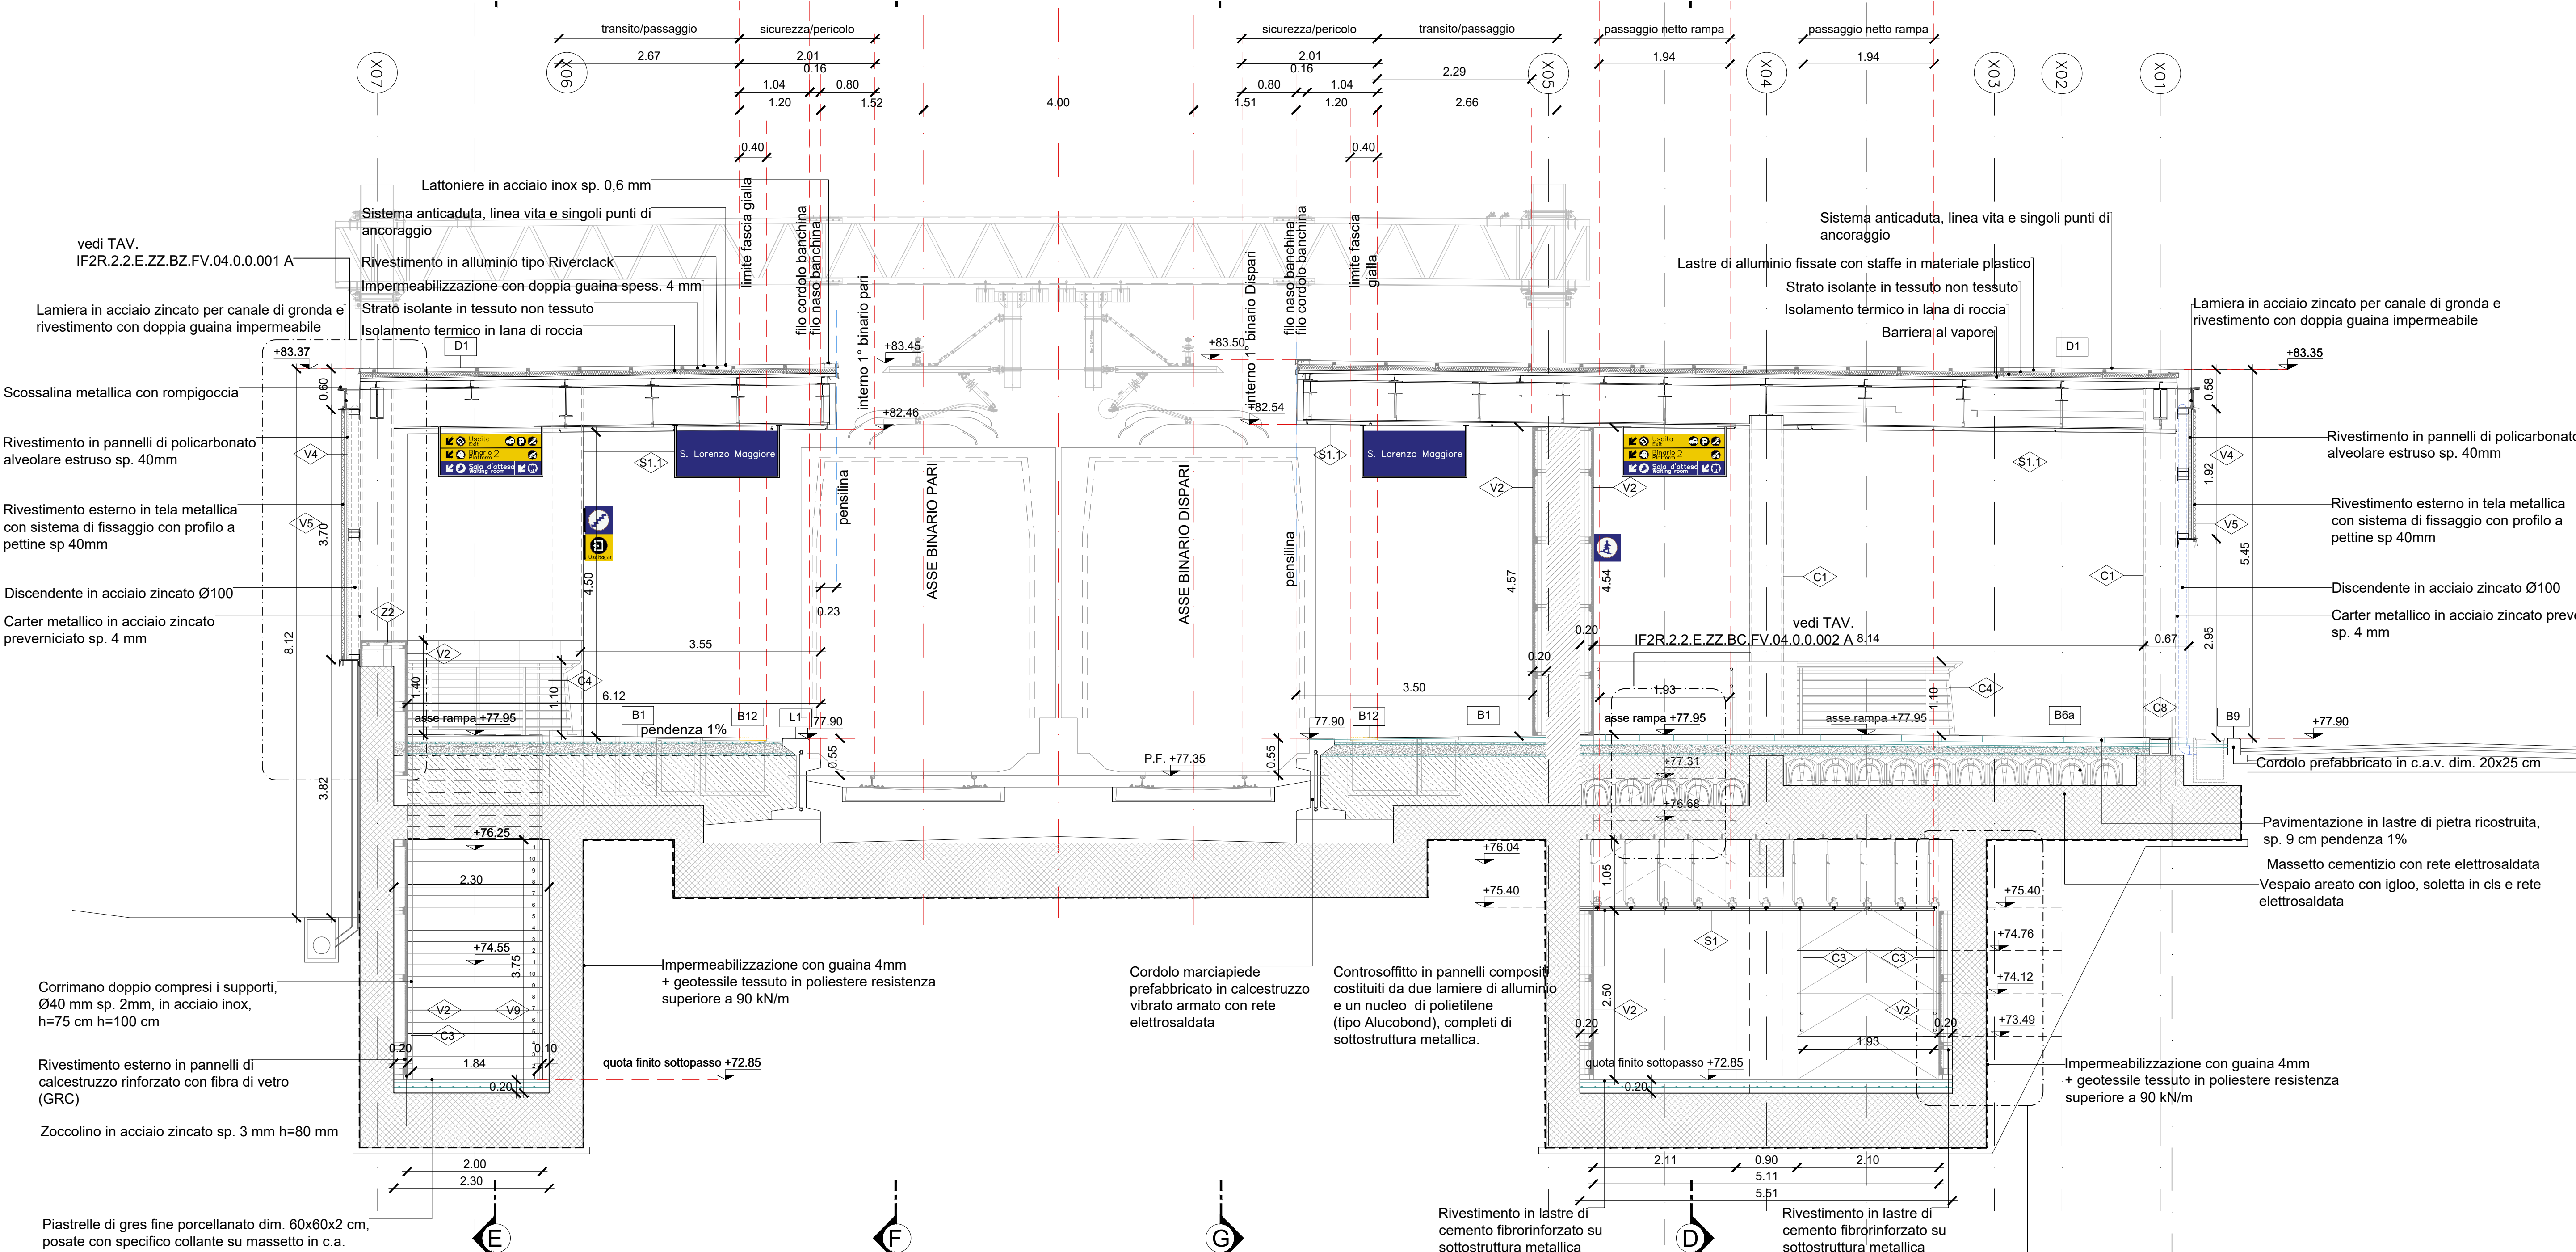 transito/passaggio
sicurezza/pericolo
sicurezza/pericolo
transito/passaggio
passaggio netto rampa
passaggio netto rampa
2.67
2.01
0.16
1.04
0.80
1.20
1.52
4.00
1.51
2.01
0.16
0.80
1.04
1.20
2.29
2.66
1.94
1.94
X07
X06
X05
X04
X03
X02
X01
0.40
0.40
Lattoniere in acciaio inox sp. 0,6 mm
Sistema anticaduta, linea vita e singoli punti di
ancoraggio
vedi TAV.
IF2R.2.2.E.ZZ.BZ.FV.04.0.0.001 A
Rivestimento in alluminio tipo Riverclack
Impermeabilizzazione con doppia guaina spess. 4 mm
Strato isolante in tessuto non tessuto
Isolamento termico in lana di roccia
Lamiera in acciaio zincato per canale di gronda e
rivestimento con doppia guaina impermeabile
limite fascia gialla
filo cordolo banchina
filo naso banchina
interno 1° binario pari
interno 1° binario Dispari
filo naso banchina
filo cordolo banchina
limite fascia
gialla
Sistema anticaduta, linea vita e singoli punti di
ancoraggio
Lastre di alluminio fissate con staffe in materiale plastico
Strato isolante in tessuto non tessuto
Isolamento termico in lana di roccia
Barriera al vapore
Lamiera in acciaio zincato per canale di gronda e
rivestimento con doppia guaina impermeabile
+83.37
D1
+83.45
+83.50
D1
+83.35
0.60
0.58
Scossalina metallica con rompigoccia
+82.46
+82.54
Rivestimento in pannelli di policarbonato
alveolare estruso sp. 40mm
V4
Uscita
Exit
Binario 2
Platform
Sala d'attesa
Waiting room
S1.1
S. Lorenzo Maggiore
S1.1
S. Lorenzo Maggiore
Uscita
Exit
Binario 2
Platform
Sala d'attesa
Waiting room
S1.1
V4
1.92
Rivestimento in pannelli di policarbonato
alveolare estruso sp. 40mm
V2
V2
Rivestimento esterno in tela metallica
con sistema di fissaggio con profilo a
pettine sp 40mm
V5
3.70
Uscita
Exit
pensilina
ASSE BINARIO PARI
ASSE BINARIO DISPARI
pensilina
V5
5.45
Rivestimento esterno in tela metallica
con sistema di fissaggio con profilo a
pettine sp 40mm
Discendente in acciaio zincato Ø100
4.50
4.57
4.54
C1
C1
Discendente in acciaio zincato Ø100
Carter metallico in acciaio zincato
preverniciato sp. 4 mm
8.12
Z2
0.23
vedi TAV.
IF2R.2.2.E.ZZ.BC.FV.04.0.0.002 A
8.14
0.67
2.95
sp. 4 mm
V2
3.55
0.20
0.20
1.40
1.10
C4
6.12
3.50
1.93
1.10
C4
C8
asse rampa +77.95
B1
B12
L1
77.90
pendenza 1%
77.90
B12
B1
asse rampa +77.95
asse rampa +77.95
B6a
B9
+77.90
0.55
P.F. +77.35
0.55
+77.31
Cordolo prefabbricato in c.a.v. dim. 20x25 cm
3.82
+76.68
+76.25
Pavimentazione in lastre di pietra ricostruita,
sp. 9 cm pendenza 1%
+76.04
Massetto cementizio con rete elettrosaldata
2.30
1.05
+75.40
+75.40
Vespaio areato con igloo, soletta in cls e rete
elettrosaldata
+74.55
3.75
S1
+74.76
Impermeabilizzazione con guaina 4mm
+ geotessile tessuto in poliestere resistenza
superiore a 90 kN/m
Cordolo marciapiede
prefabbricato in calcestruzzo
vibrato armato con rete
elettrosaldata
Controsoffitto in pannelli compositi
costituiti da due lamiere di alluminio
e un nucleo di polietilene
(tipo Alucobond), completi di
sottostruttura metallica.
C3
C3
+74.12
Corrimano doppio compresi i supporti,
Ø40 mm sp. 2mm, in acciaio inox,
h=75 cm h=100 cm
V2
V9
C3
2.50
V2
V2
+73.49
0.20
0.20
1.93
0.20
0.10
1.84
Rivestimento esterno in pannelli di
calcestruzzo rinforzato con fibra di vetro
(GRC)
quota finito sottopasso +72.85
0.20
quota finito sottopasso +72.85
0.20
Impermeabilizzazione con guaina 4mm
+ geotessile tessuto in poliestere resistenza
superiore a 90 kN/m
Zoccolino in acciaio zincato sp. 3 mm h=80 mm
2.00
2.30
2.11
0.90
2.10
5.11
5.51
Piastrelle di gres fine porcellanato dim. 60x60x2 cm,
posate con specifico collante su massetto in c.a.
E
F
G
D
Rivestimento in lastre di
cemento fibrorinforzato su
sottostruttura metallica
Rivestimento in lastre di
cemento fibrorinforzato su
sottostruttura metallica